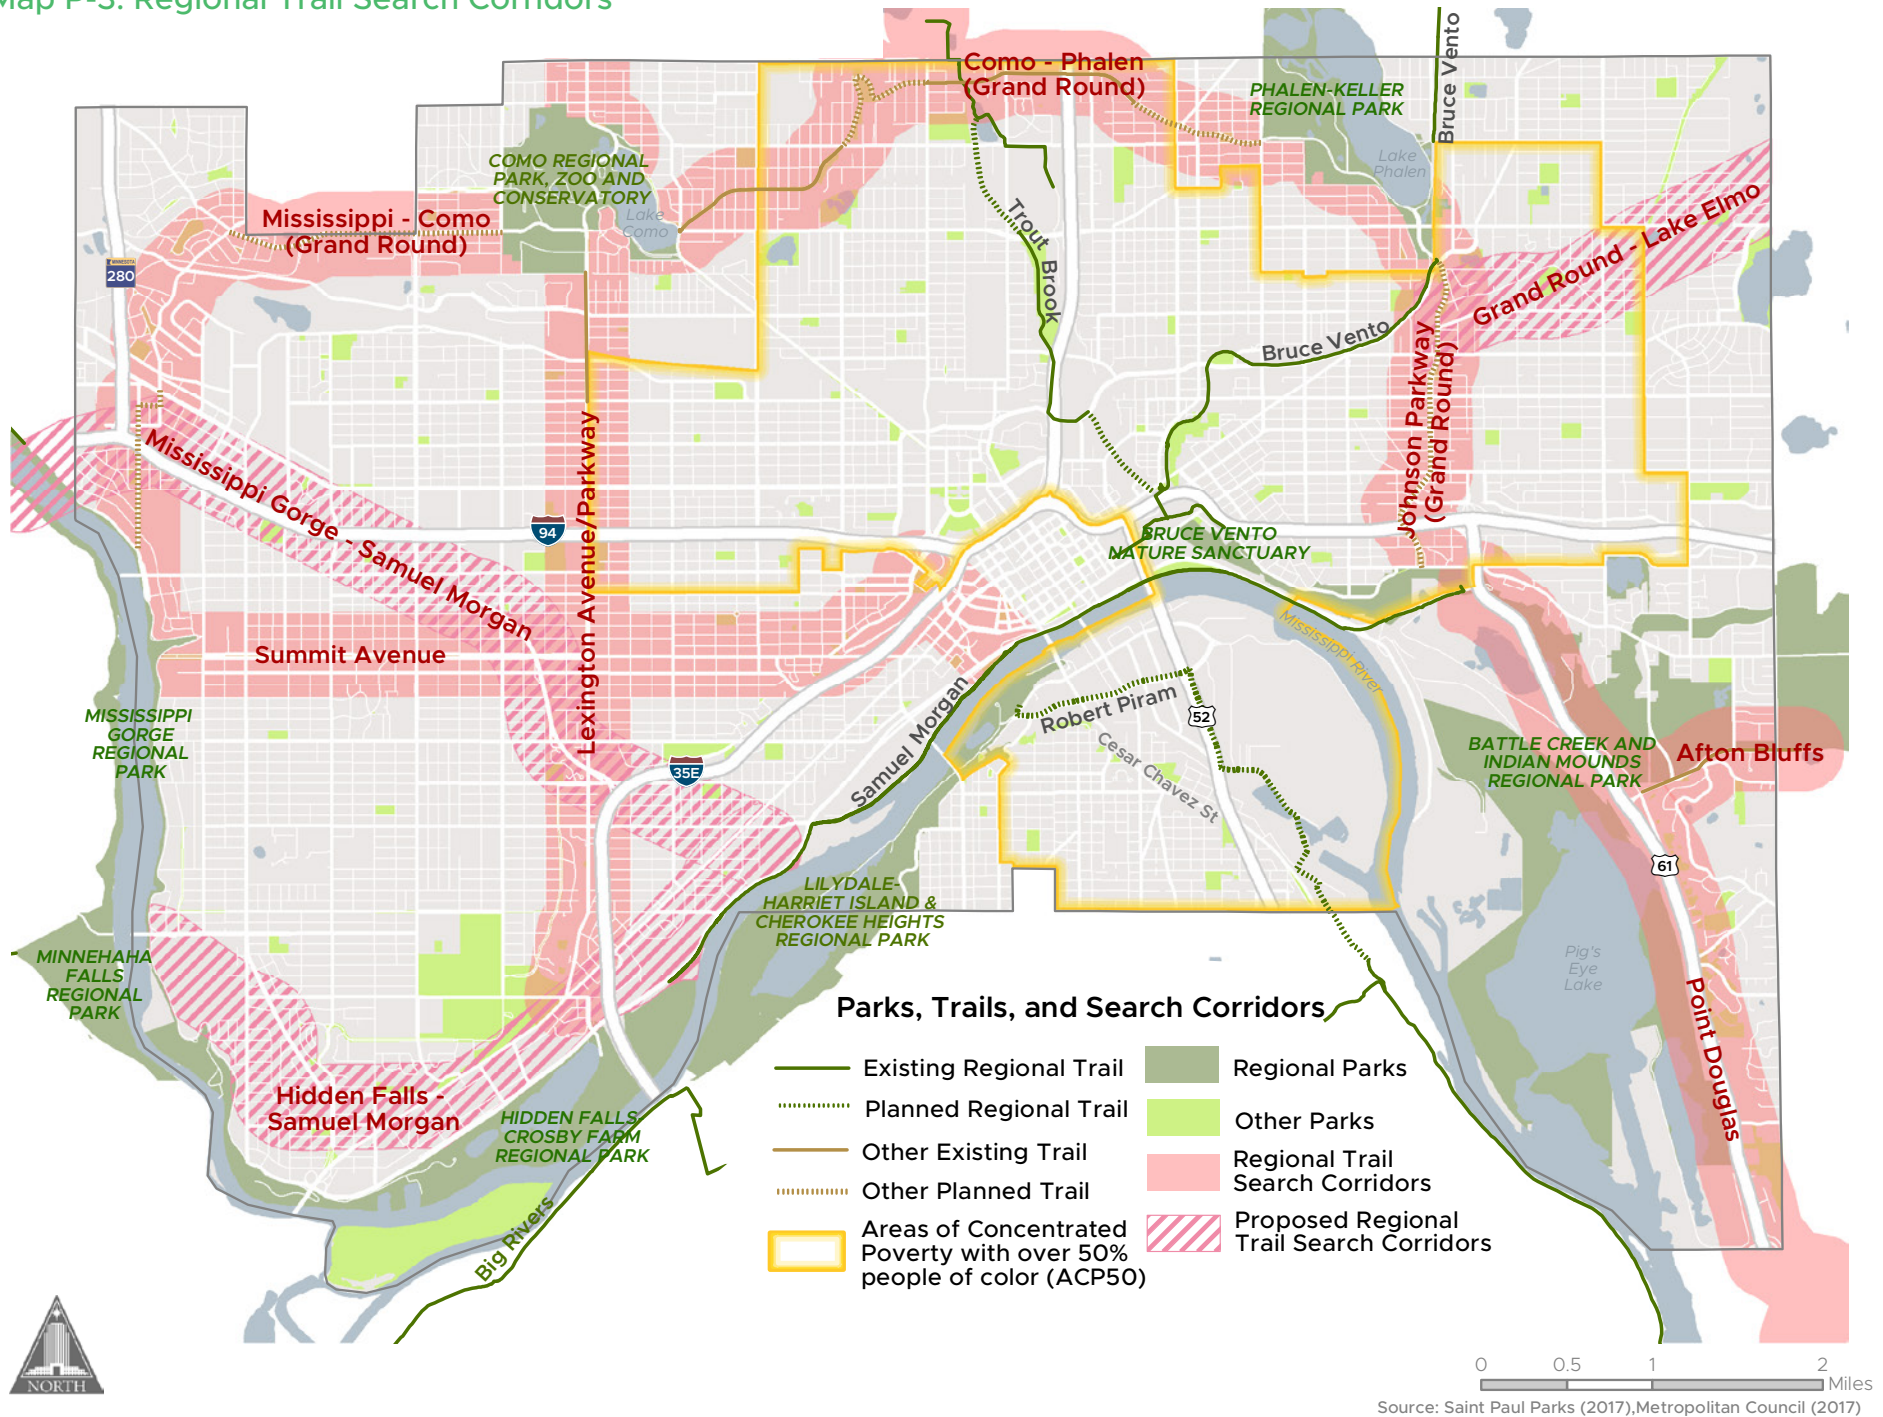 Map P-3. Regional Trail Search Corridors
Como - Phalen
(Grand Round)
Bruce Vento
PHALEN-KELLER
REGIONAL PARK
Lake
Phalen
COMO REGIONAL
PARK, ZOO AND
CONSERVATORY
Lake
Como
Mississippi - Como
(Grand Round)
MINNESOTA
280
Trout Brook
Grand Round - Lake Elmo
Bruce Vento
Johnson Parkway
(Grand Round)
Mississippi Gorge - Samuel Morgan
Lexington Avenue/Parkway
94
BRUCE VENTO
NATURE SANCTUARY
Summit Avenue
Mississippi River
MISSISSIPPI
GORGE
REGIONAL
PARK
Samuel Morgan
Robert Piram
52
Cesar Chavez St
35E
BATTLE CREEK AND
INDIAN MOUNDS
REGIONAL PARK
Afton Bluffs
61
LILYDALE-
HARRIET ISLAND &
CHEROKEE HEIGHTS
REGIONAL PARK
MINNEHAHA
FALLS
REGIONAL
PARK
Pig's
Eye
Lake
Point Douglas
Hidden Falls -
Samuel Morgan
HIDDEN FALLS
CROSBY FARM
REGIONAL PARK
Big Rivers
Parks, Trails, and Search Corridors
Existing Regional Trail
Planned Regional Trail
Other Existing Trail
Other Planned Trail
Areas of Concentrated
Poverty with over 50%
people of color (ACP50)
Regional Parks
Other Parks
Regional Trail
Search Corridors
Proposed Regional
Trail Search Corridors
NORTH
0 0.5 1 2
Miles
Source: Saint Paul Parks (2017),Metropolitan Council (2017)